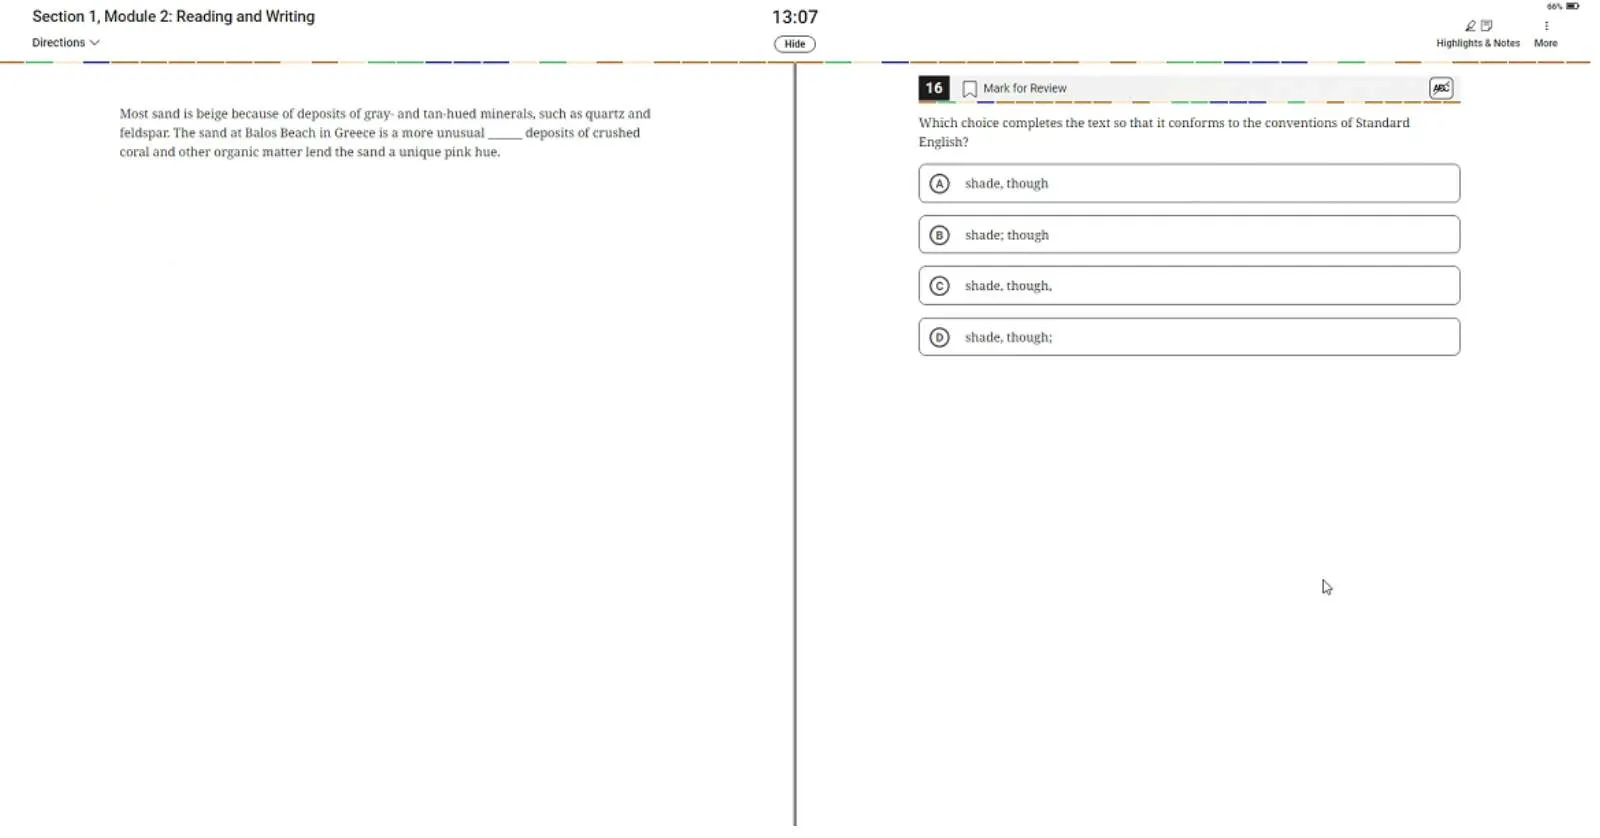 Section 1, Module 2: Reading and Writing
Directions
13:07
Hide
66%
Highlights & Notes
More
Most sand is beige because of deposits of gray- and tan-hued minerals, such as quartz and
feldspar. The sand at Balos Beach in Greece is a more unusual ______ deposits of crushed
coral and other organic matter lend the sand a unique pink hue.
16
Mark for Review
ABC
Which choice completes the text so that it conforms to the conventions of Standard
English?
A shade, though
B shade; though
C shade, though,
D shade, though;